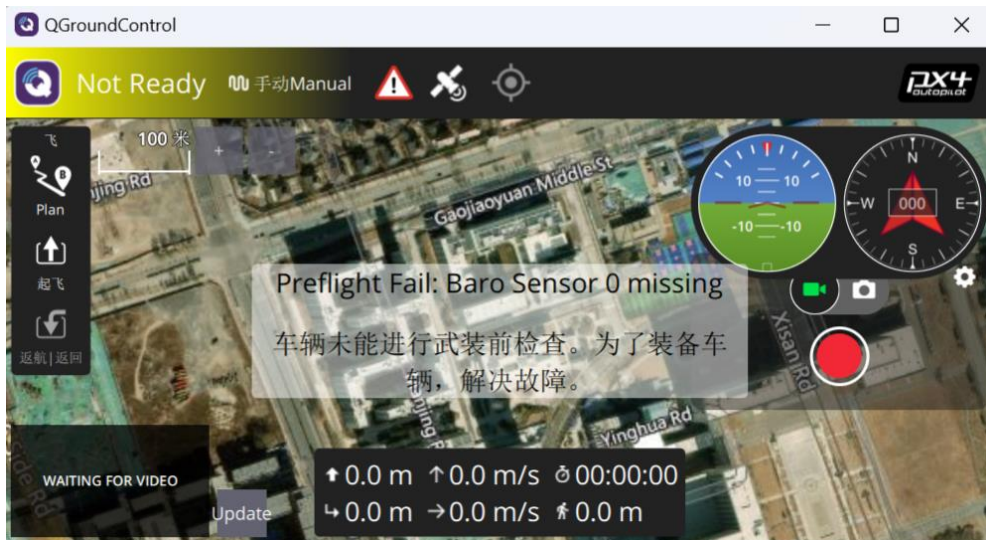 QGroundControl
Not Ready
手动Manual
px4
autopilot
飞
100 米
+
-
Plan
起飞
返航|返回
jing Rd
Gaojiaoyuan Middle St
10 10
-10 -10
N
W 000 E
S
Preflight Fail: Baro Sensor 0 missing
车辆未能进行武装前检查。为了装备车
辆，解决故障。
Xisan Rd
Yinghua Rd
WAITING FOR VIDEO
Update
0.0 m 0.0 m/s 00:00:00
0.0 m 0.0 m/s 0.0 m